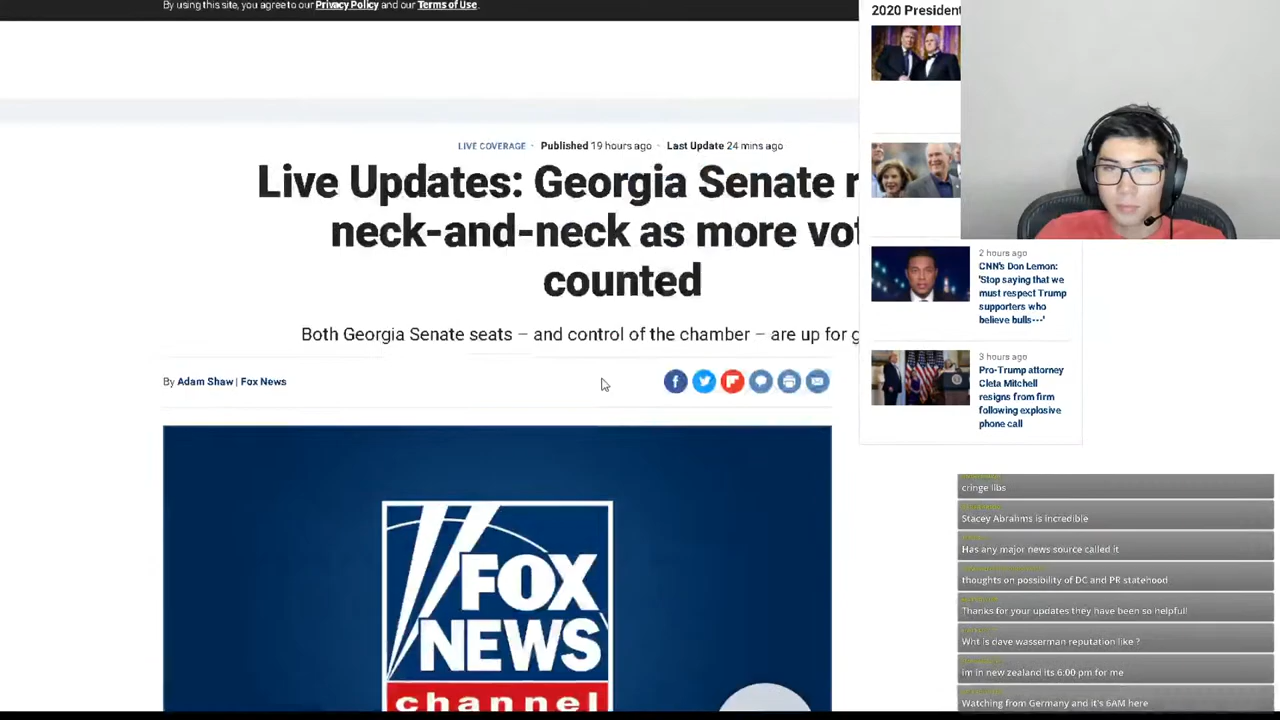 By using this site, you agree to our Privacy Policy and our Terms of Use.
LIVE COVERAGE · Published 19 hours ago · Last Update 24 mins ago
Live Updates: Georgia Senate
neck-and-neck as more
counted
Both Georgia Senate seats – and control of the chamber – are up for
By Adam Shaw | Fox News
FOX
NEWS
channel
2020
2 hours ago
CNN's Don Lemon:
'Stop saying that we
must respect Trump
supporters who
believe bulls---'
3 hours ago
Pro-Trump attorney
Cleta Mitchell
resigns from firm
following explosive
phone call
cringe libs
Stacey Abrahms is incredible
Has any major news source called it
thoughts on possibility of DC and PR statehood
Thanks for your updates they have been so helpful!
Wht is dave wasserman reputation like ?
im in new zealand its 6:00 pm for me
Watching from Germany and it's 6AM here